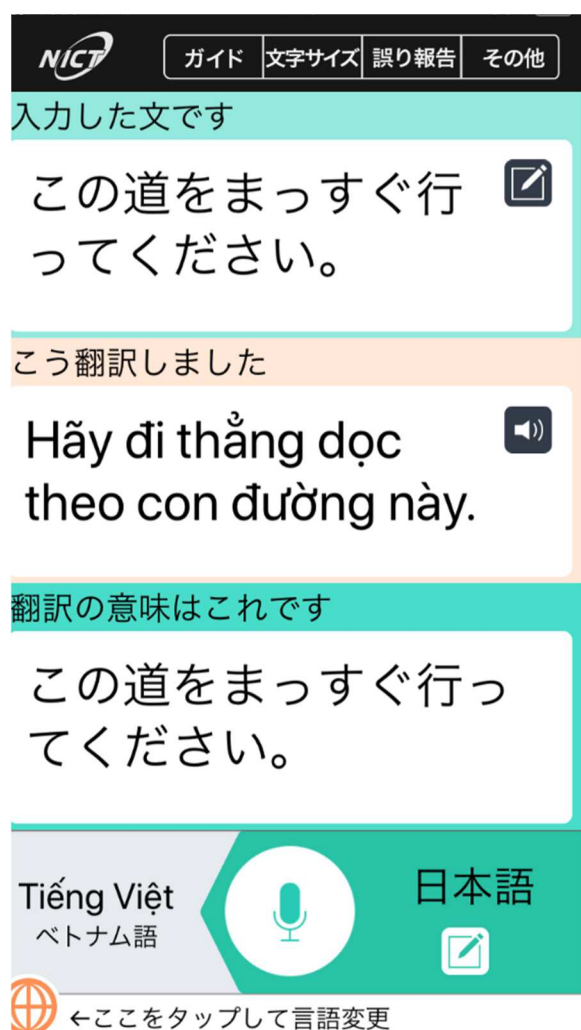 NICT ガイド 文字サイズ 誤り報告 その他
入力した文です
この道をまっすぐ行
ってください。
こう翻訳しました
Hãy đi thẳng dọc
theo con đường này.
翻訳の意味はこれです
この道をまっすぐ行っ
てください。
Tiếng Việt
ベトナム語
日本語
←ここをタップして言語変更